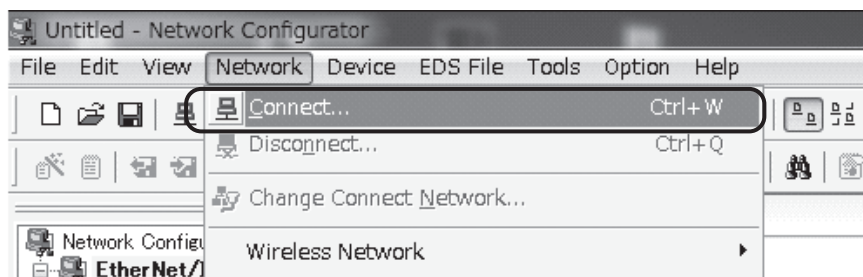 Untitled - Network Configurator
File Edit View Network Device EDS File Tools Option Help
Connect... Ctrl+W
Disconnect... Ctrl+Q
Change Connect Network...
Wireless Network
Network
EtherNet/